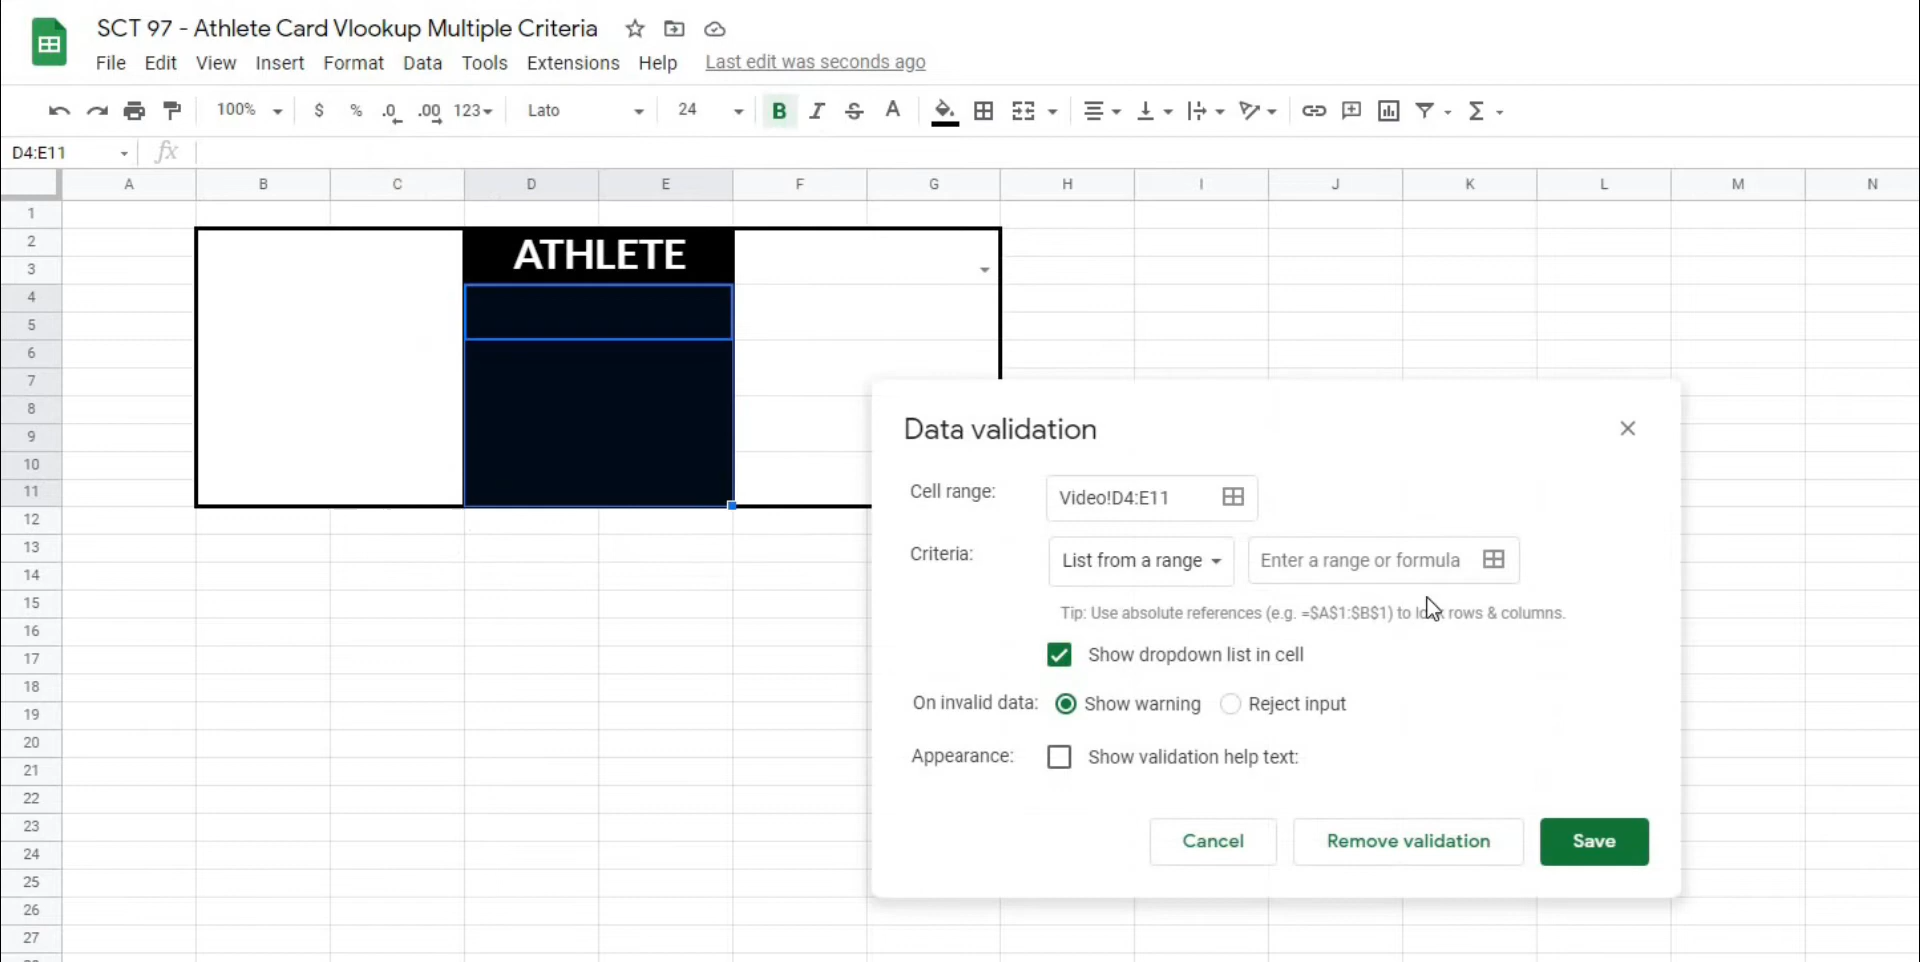 SCT 97 - Athlete Card Vlookup Multiple Criteria
File Edit View Insert Format Data Tools Extensions Help Last edit was seconds ago
100% $ % .0 .00 123 Lato 24 B I S A Σ
D4:E11 fx
A B C D E F G H I J K L M N
1
2
ATHLETE
3
4
5
6
7
8
9
10
11
12
13
14
15
16
17
18
19
20
21
22
23
24
25
26
27
Data validation
Cell range: Video!D4:E11
Criteria: List from a range Enter a range or formula
Tip: Use absolute references (e.g. =$A$1:$B$1) to rows & columns.
Show dropdown list in cell
On invalid data: Show warning Reject input
Appearance: Show validation help text:
Cancel Remove validation Save